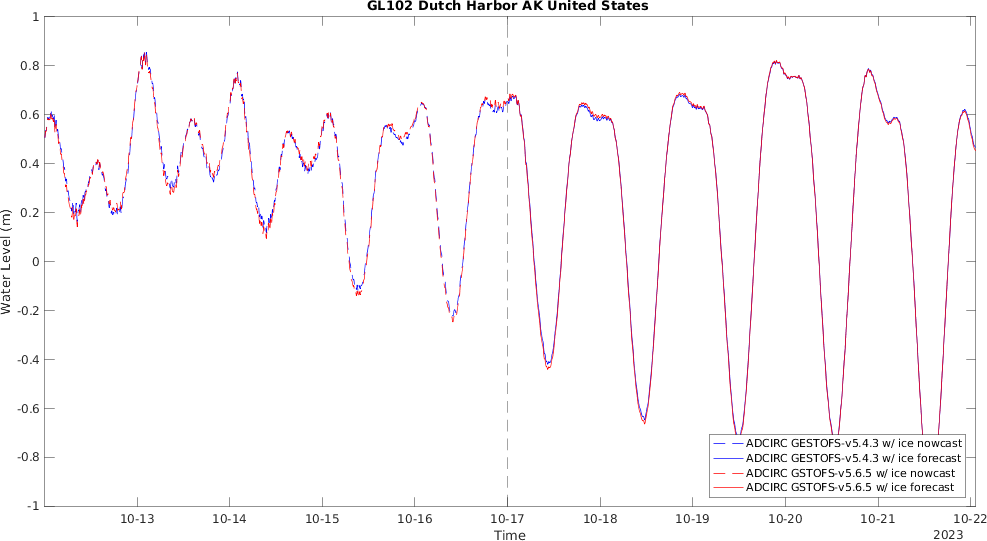 GL102 Dutch Harbor AK United States
1
0.8
0.6
0.4
0.2
0
-0.2
-0.4
-0.6
-0.8
-1
Water Level (m)
ADCIRC GESTOFS-v5.4.3 w/ ice nowcast
ADCIRC GESTOFS-v5.4.3 w/ ice forecast
ADCIRC GSTOFS-v5.6.5 w/ ice nowcast
ADCIRC GSTOFS-v5.6.5 w/ ice forecast
10-13 10-14 10-15 10-16 10-17 10-18 10-19 10-20 10-21 10-22
Time
2023